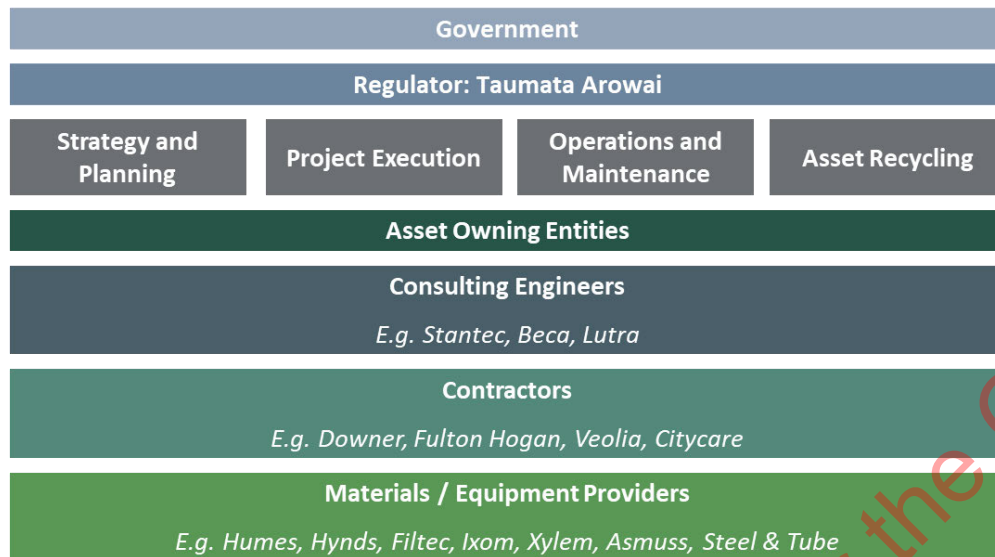 Government
Regulator: Taumata Arowai
Strategy and
Planning
Project Execution
Operations and
Maintenance
Asset Recycling
Asset Owning Entities
Consulting Engineers
E.g. Stantec, Beca, Lutra
Contractors
E.g. Downer, Fulton Hogan, Veolia, Citycare
Materials / Equipment Providers
E.g. Humes, Hynds, Filtec, Ixom, Xylem, Asmuss, Steel & Tube
the